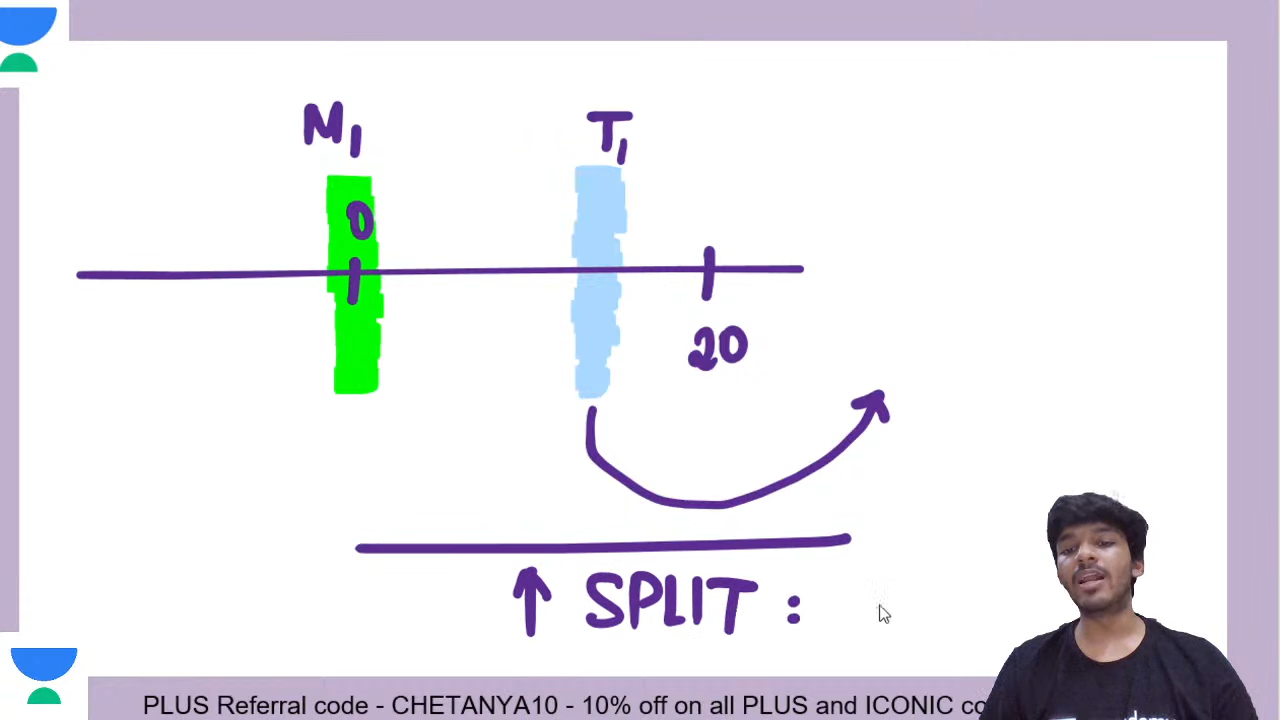 M1
T1
0
20
↑ SPLIT :
PLUS Referral code - CHETANYA10 - 10% off on all PLUS and ICONIC co